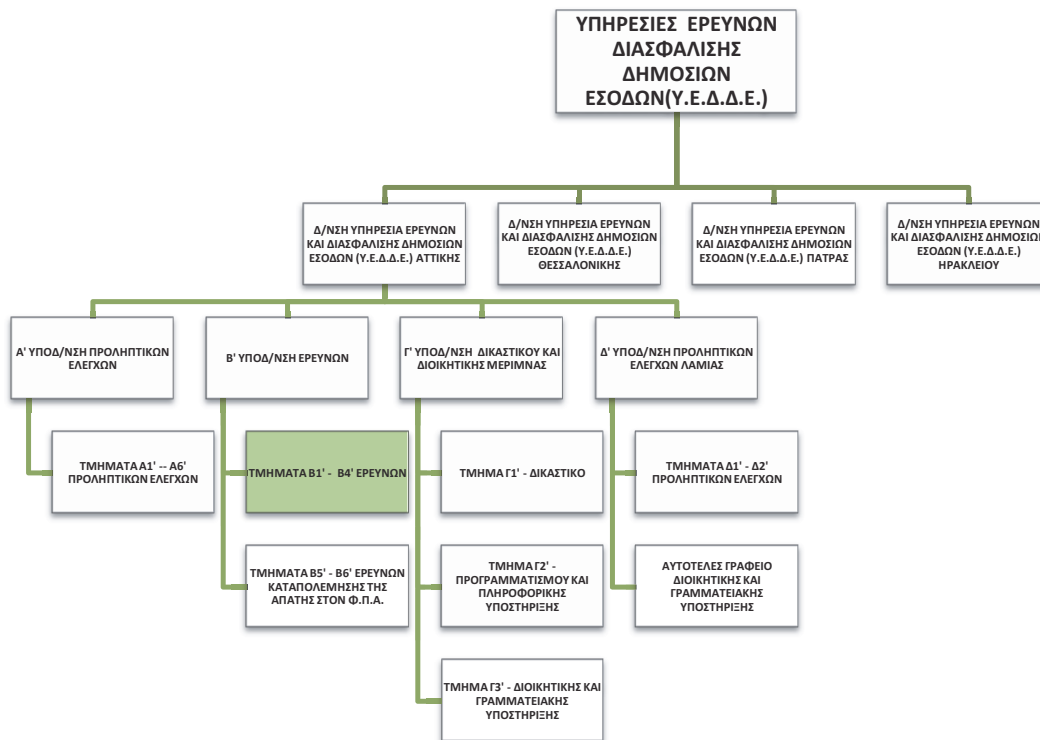 ΥΠΗΡΕΣΙΕΣ ΕΡΕΥΝΩΝ
ΔΙΑΣΦΑΛΙΣΗΣ
ΔΗΜΟΣΙΩΝ
ΕΣΟΔΩΝ(Υ.Ε.Δ.Δ.Ε.)
Δ/ΝΣΗ ΥΠΗΡΕΣΙΑ ΕΡΕΥΝΩΝ
ΚΑΙ ΔΙΑΣΦΑΛΙΣΗΣ ΔΗΜΟΣΙΩΝ
ΕΣΟΔΩΝ (Υ.Ε.Δ.Δ.Ε.) ΑΤΤΙΚΗΣ
Δ/ΝΣΗ ΥΠΗΡΕΣΙΑ ΕΡΕΥΝΩΝ
ΚΑΙ ΔΙΑΣΦΑΛΙΣΗΣ ΔΗΜΟΣΙΩΝ
ΕΣΟΔΩΝ (Υ.Ε.Δ.Δ.Ε.)
ΘΕΣΣΑΛΟΝΙΚΗΣ
Δ/ΝΣΗ ΥΠΗΡΕΣΙΑ ΕΡΕΥΝΩΝ
ΚΑΙ ΔΙΑΣΦΑΛΙΣΗΣ ΔΗΜΟΣΙΩΝ
ΕΣΟΔΩΝ (Υ.Ε.Δ.Δ.Ε.) ΠΑΤΡΑΣ
Δ/ΝΣΗ ΥΠΗΡΕΣΙΑ ΕΡΕΥΝΩΝ
ΚΑΙ ΔΙΑΣΦΑΛΙΣΗΣ ΔΗΜΟΣΙΩΝ
ΕΣΟΔΩΝ (Υ.Ε.Δ.Δ.Ε.)
ΗΡΑΚΛΕΙΟΥ
Α' ΥΠΟΔ/ΝΣΗ ΠΡΟΛΗΠΤΙΚΩΝ
ΕΛΕΓΧΩΝ
Β' ΥΠΟΔ/ΝΣΗ ΕΡΕΥΝΩΝ
Γ' ΥΠΟΔ/ΝΣΗ ΔΙΚΑΣΤΙΚΟΥ ΚΑΙ
ΔΙΟΙΚΗΤΙΚΗΣ ΜΕΡΙΜΝΑΣ
Δ' ΥΠΟΔ/ΝΣΗ ΠΡΟΛΗΠΤΙΚΩΝ
ΕΛΕΓΧΩΝ ΛΑΜΙΑΣ
ΤΜΗΜΑΤΑ Α1' -- Α6'
ΠΡΟΛΗΠΤΙΚΩΝ ΕΛΕΓΧΩΝ
ΤΜΗΜΑΤΑ Β1' - Β4' ΕΡΕΥΝΩΝ
ΤΜΗΜΑ Γ1' - ΔΙΚΑΣΤΙΚΟ
ΤΜΗΜΑΤΑ Δ1' - Δ2'
ΠΡΟΛΗΠΤΙΚΩΝ ΕΛΕΓΧΩΝ
ΤΜΗΜΑΤΑ Β5' - Β6' ΕΡΕΥΝΩΝ
ΚΑΤΑΠΟΛΕΜΗΣΗΣ ΤΗΣ
ΑΠΑΤΗΣ ΣΤΟΝ Φ.Π.Α.
ΤΜΗΜΑ Γ2' -
ΠΡΟΓΡΑΜΜΑΤΙΣΜΟΥ ΚΑΙ
ΠΛΗΡΟΦΟΡΙΚΗΣ
ΥΠΟΣΤΗΡΙΞΗΣ
ΑΥΤΟΤΕΛΕΣ ΓΡΑΦΕΙΟ
ΔΙΟΙΚΗΤΙΚΗΣ ΚΑΙ
ΓΡΑΜΜΑΤΕΙΑΚΗΣ
ΥΠΟΣΤΗΡΙΞΗΣ
ΤΜΗΜΑ Γ3' - ΔΙΟΙΚΗΤΙΚΗΣ ΚΑΙ
ΓΡΑΜΜΑΤΕΙΑΚΗΣ
ΥΠΟΣΤΗΡΙΞΗΣ